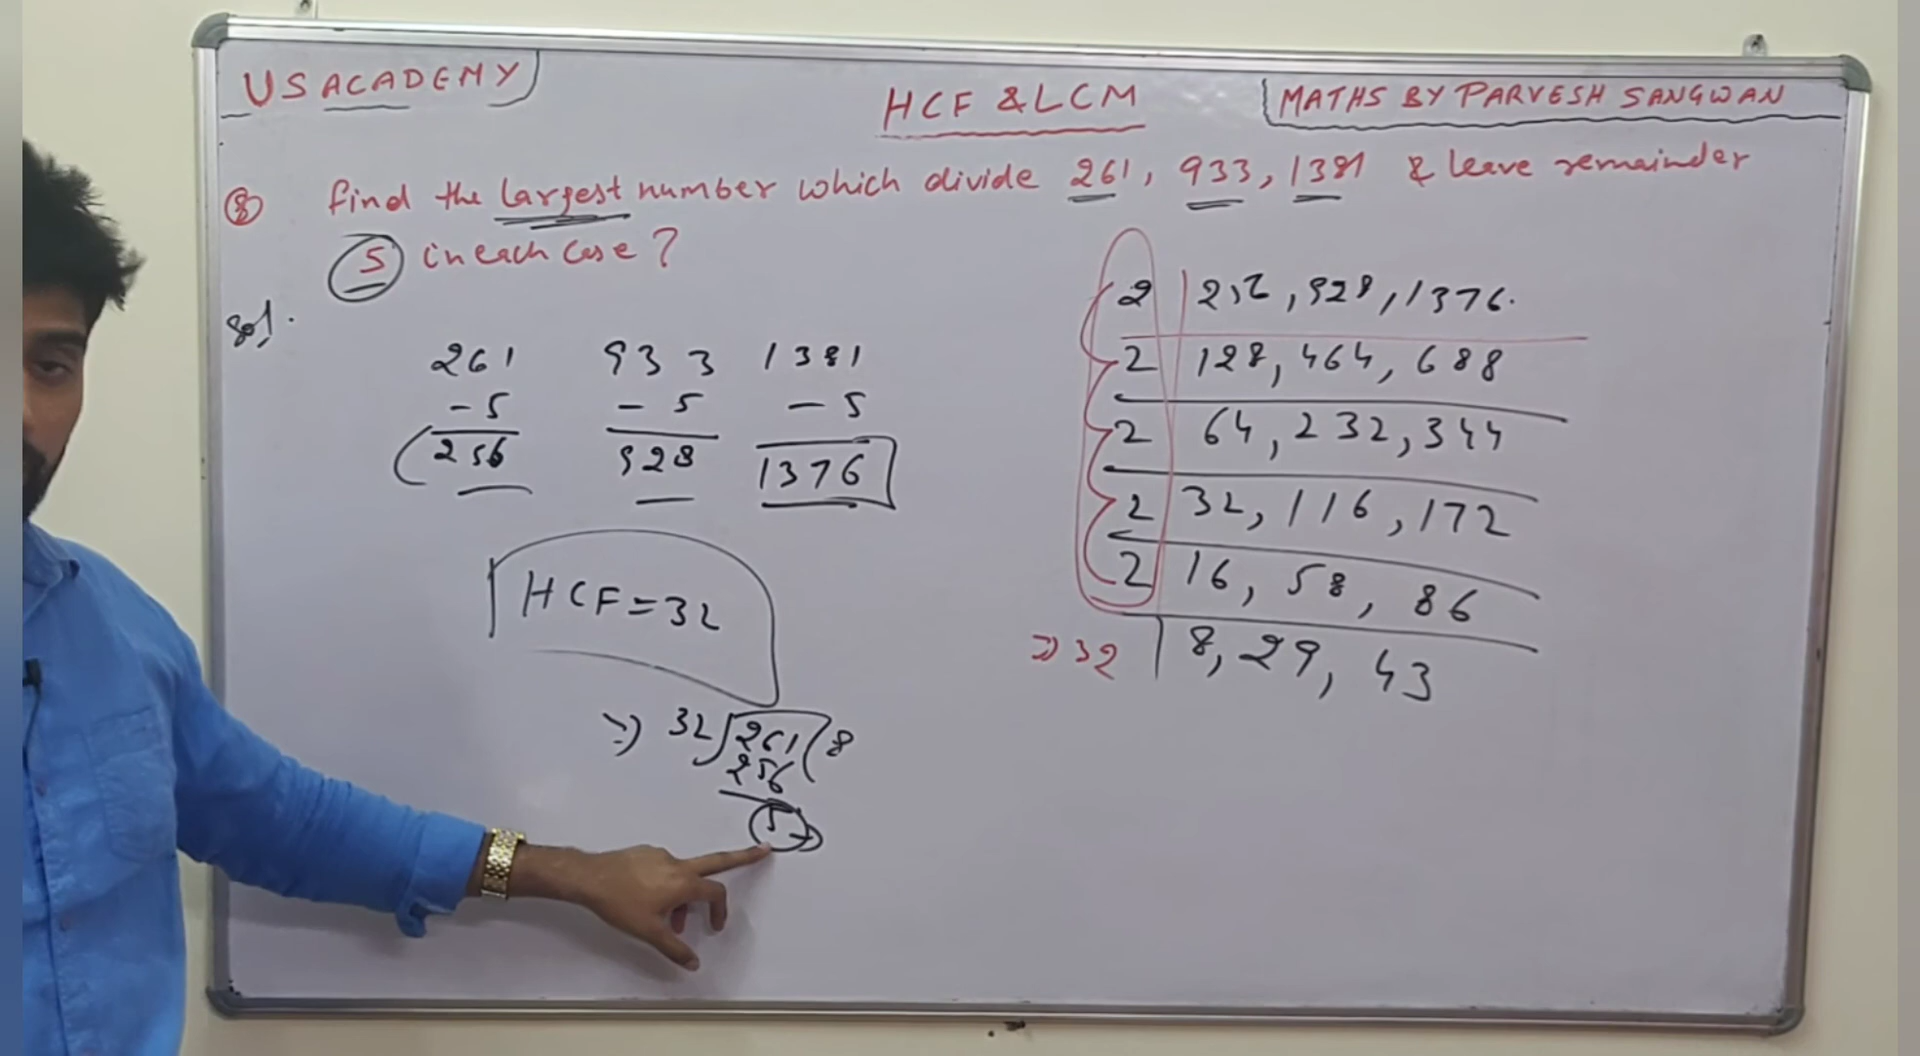 US ACADEMY
HCF & LCM
MATHS BY PARVESH SANGWAN
Q find the largest number which divide 261, 933, 1381 & leave remainder
5 in each case ?
Sol.
261 933 1381
- 5 - 5 - 5
256 928 1376
HCF = 32
=) 32 261 8
256
5
2 256, 928, 1376.
2 128, 464, 688
2 64, 232, 344
2 32, 116, 172
2 16, 58, 86
=) 32 8, 29, 43